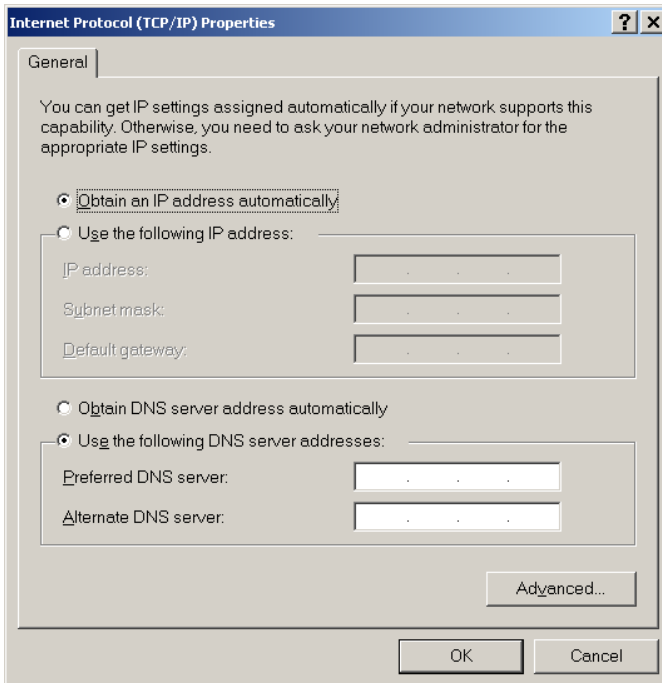 Internet Protocol (TCP/IP) Properties
General
You can get IP settings assigned automatically if your network supports this
capability. Otherwise, you need to ask your network administrator for the
appropriate IP settings.
Obtain an IP address automatically
Use the following IP address:
IP address:
Subnet mask:
Default gateway:
Obtain DNS server address automatically
Use the following DNS server addresses:
Preferred DNS server:
Alternate DNS server:
Advanced...
OK Cancel